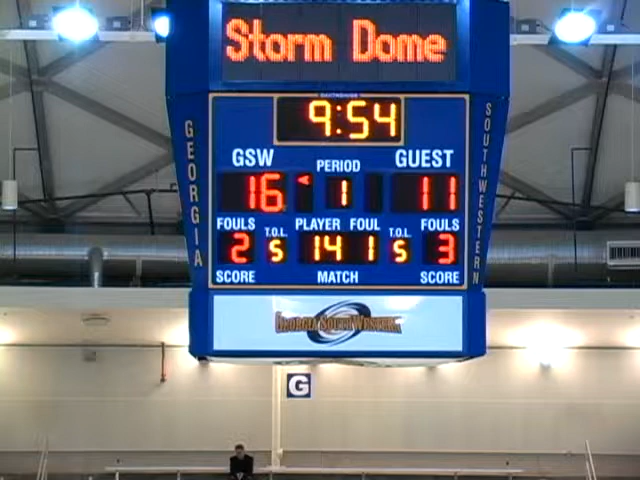 Storm Dome
9:54
GSW PERIOD GUEST
16 1 11
FOULS T.O.L. PLAYER FOUL T.O.L. FOULS
2 5 14 1 5 3
SCORE MATCH SCORE
GEORGIA
SOUTHWESTERN
GEORGIA SOUTHWESTERN
G